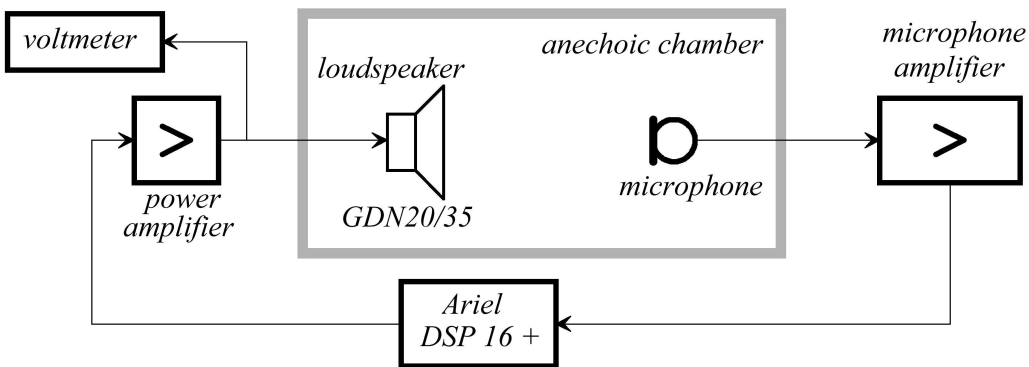 voltmeter
anechoic chamber
microphone
amplifier
loudspeaker
>
>
microphone
power
amplifier
GDN20/35
Ariel
DSP 16 +